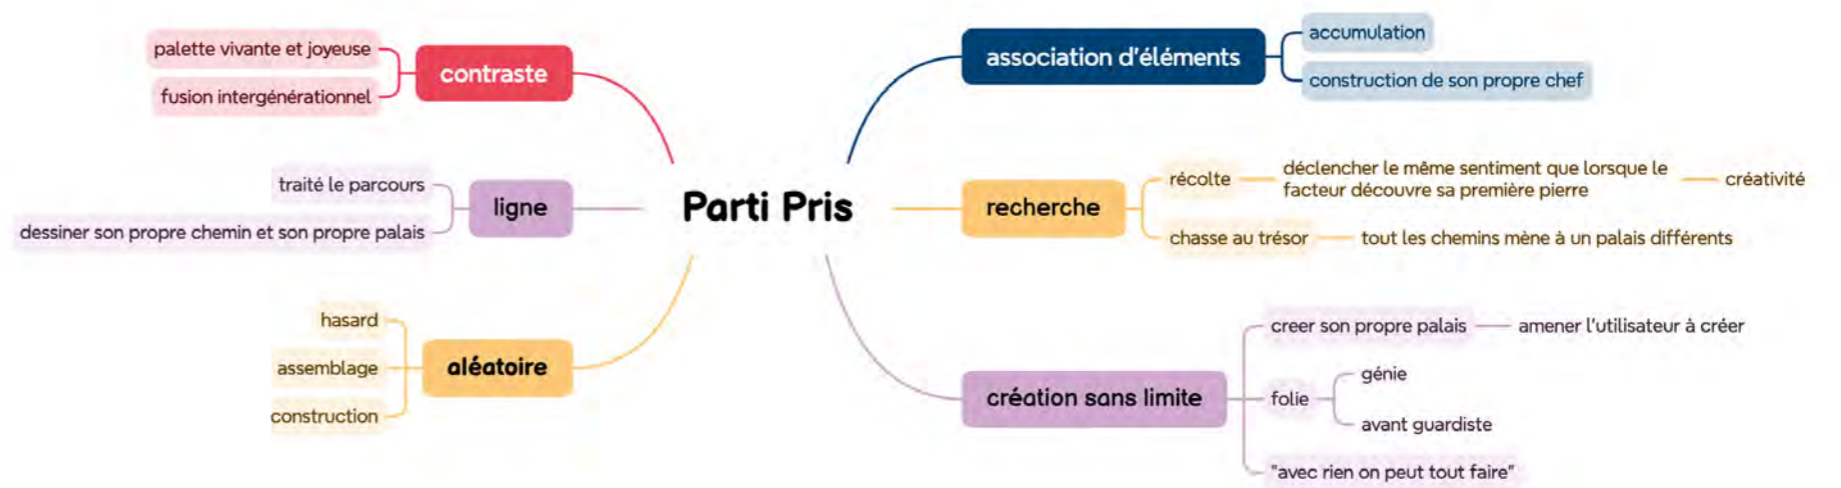 Parti Pris
contraste
palette vivante et joyeuse
fusion intergénérationnel
ligne
traité le parcours
dessiner son propre chemin et son propre palais
aléatoire
hasard
assemblage
construction
association d'éléments
accumulation
construction de son propre chef
recherche
récolte
déclencher le même sentiment que lorsque le
facteur découvre sa première pierre
créativité
chasse au trésor
tout les chemins mène à un palais différents
création sans limite
creer son propre palais
amener l'utilisateur à créer
folie
génie
avant guardiste
"avec rien on peut tout faire"